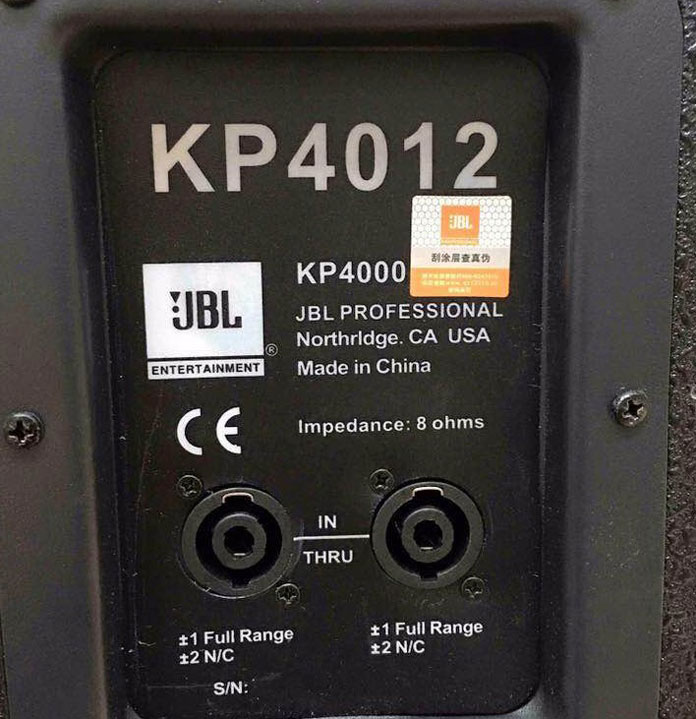 KP4012
JBL
刮涂层查真伪
KP4000
JBL
ENTERTAINMENT
®
JBL PROFESSIONAL
Northrldge. CA USA
Made in China
CE
Impedance: 8 ohms
IN
THRU
±1 Full Range
±2 N/C
±1 Full Range
±2 N/C
S/N: